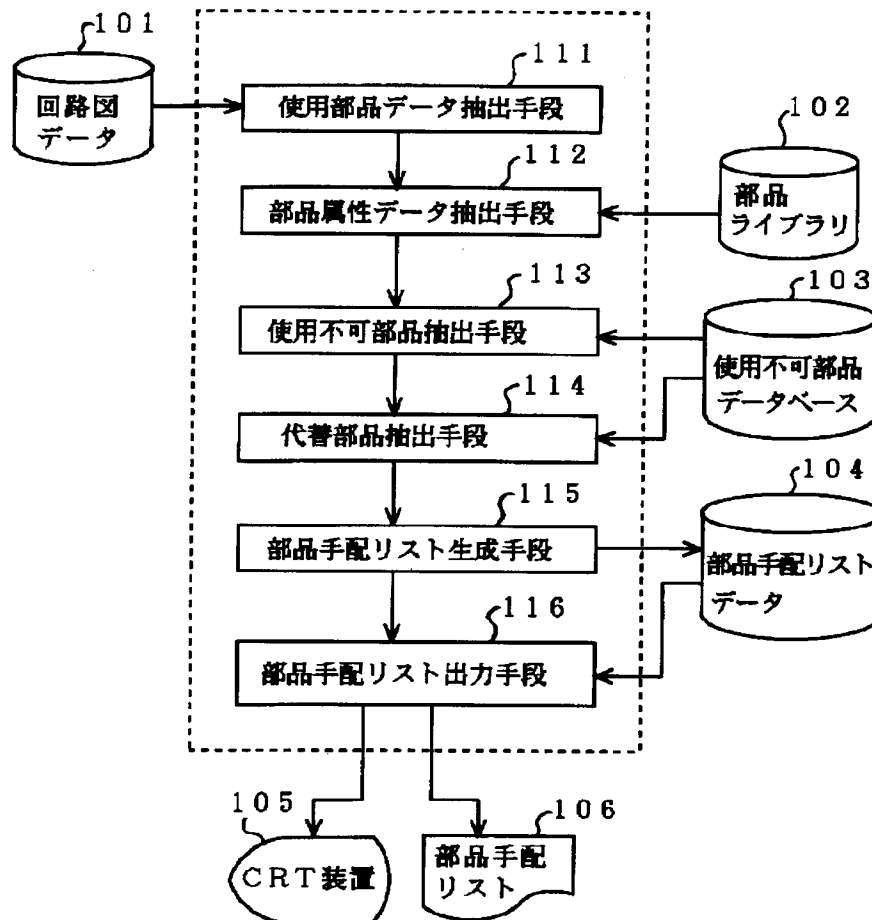 101
回路図
データ
111
使用部品データ抽出手段
112
部品属性データ抽出手段
102
部品
ライブラリ
113
使用不可部品抽出手段
103
使用不可部品
データベース
114
代替部品抽出手段
115
部品手配リスト生成手段
104
部品手配リスト
データ
116
部品手配リスト出力手段
105
CRT装置
106
部品手配
リスト